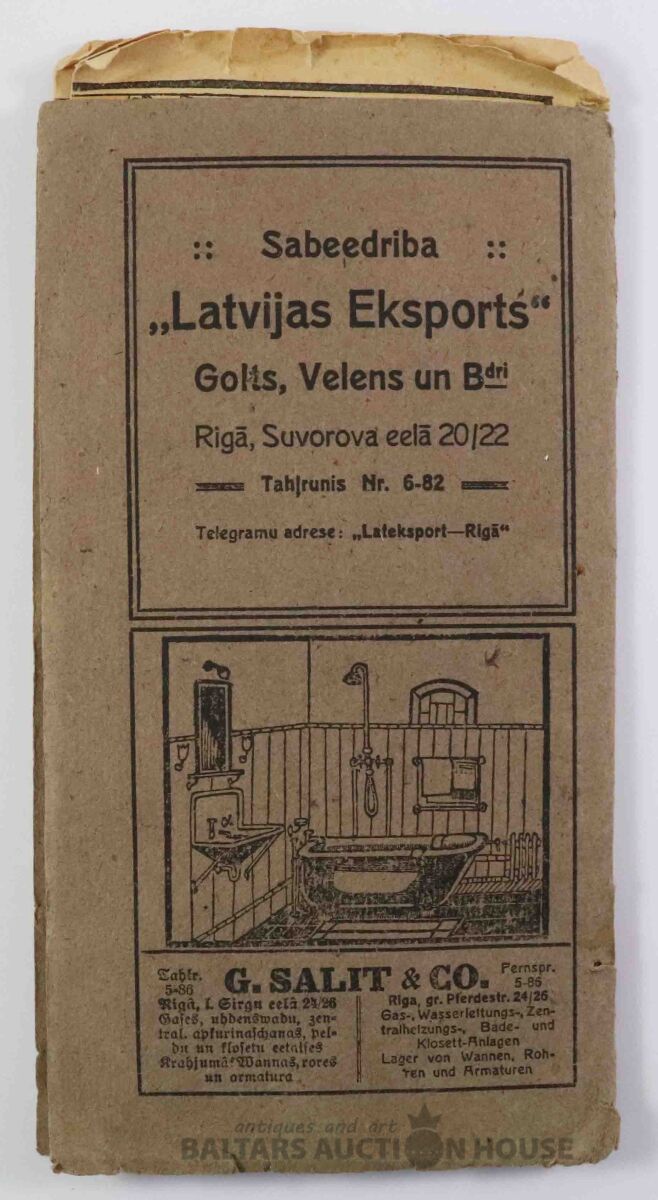 :: Sabeedriba ::
„Latvijas Eksports“
Golts, Velens un Bdri
Rigā, Suvorova eelā 20/22
Tahlrunis Nr. 6-82
Telegramu adrese: „Lateksport—Rigā“
Tahlr. 5-86
G. SALIT & CO.
Fernspr. 5-86
Rigā, l. Sirgu eelā 24/26
Gases, uhdenswadu, zen-
tral. apkurinaschanas, pel-
du un klosetu eetaises
Krahjumā Wannas, rores
un armatura
Riga, gr. Pferdestr. 24/26
Gas-, Wasserleitungs-, Zen-
tralheizungs-, Bade- und
Klosett-Anlagen
Lager von Wannen, Roh-
ren und Armaturen
antiques and art
BALTARS AUCTION HOUSE